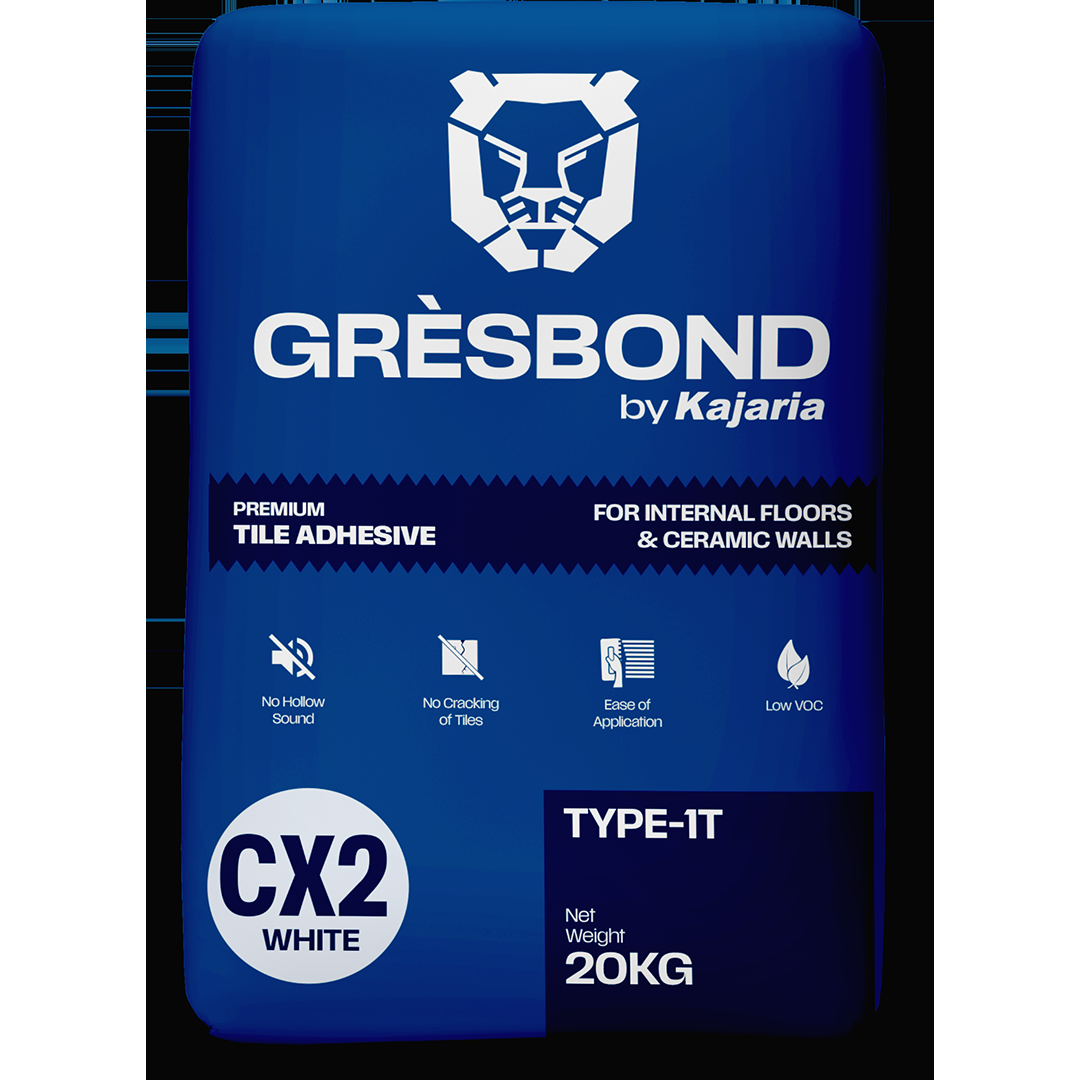 GRÈSBOND
by Kajaria
PREMIUM
TILE ADHESIVE
FOR INTERNAL FLOORS
& CERAMIC WALLS
No Hollow
Sound
No Cracking
of Tiles
Ease of
Application
Low VOC
CX2
WHITE
TYPE-1T
Net
Weight
20KG